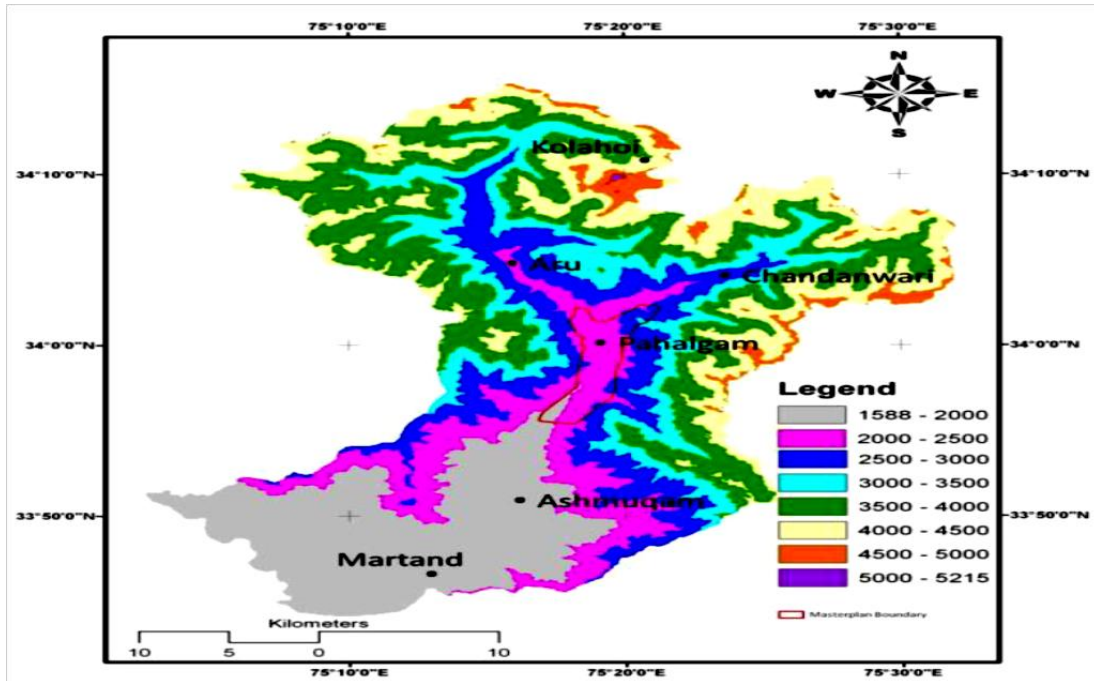 75°10'0"E 75°20'0"E 75°30'0"E
N
W E
S
Kolahoi
34°10'0"N 34°10'0"N
Aru
Chandanwari
34°0'0"N Pahalgam 34°0'0"N
Legend
1588 - 2000
2000 - 2500
2500 - 3000
3000 - 3500
3500 - 4000
4000 - 4500
4500 - 5000
5000 - 5215
Masterplan Boundary
33°50'0"N Ashmuqam 33°50'0"N
Martand
Kilometers
10 5 0 10
75°10'0"E 75°20'0"E 75°30'0"E